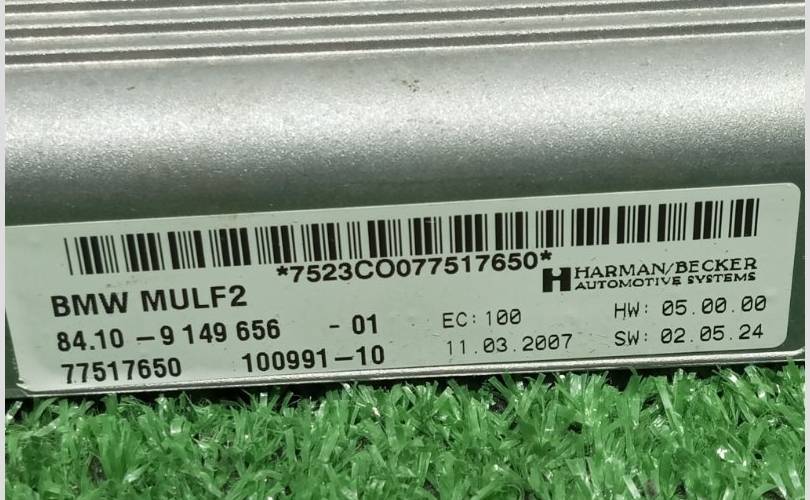 *7523CO077517650*
HARMAN/BECKER
AUTOMOTIVE SYSTEMS
BMW MULF2
84.10 - 9 149 656 - 01
EC: 100
HW: 05.00.00
77517650 100991-10
11.03.2007
SW: 02.05.24